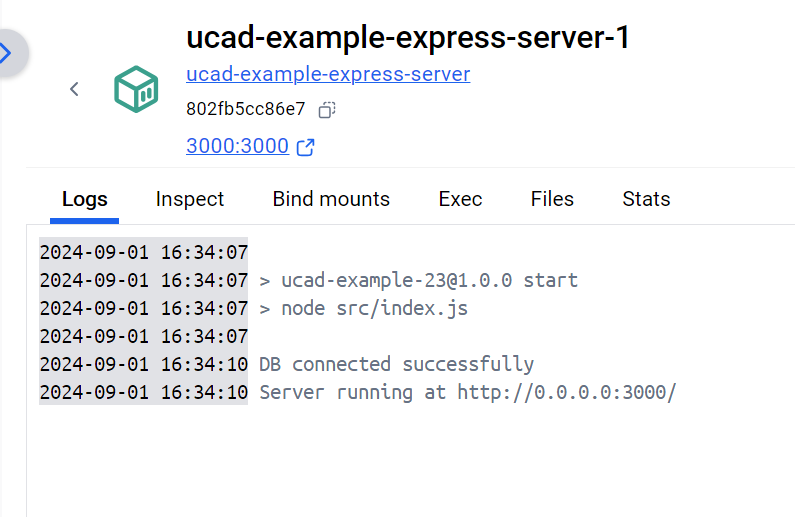 ucad-example-express-server-1
ucad-example-express-server
802fb5cc86e7
3000:3000
Logs Inspect Bind mounts Exec Files Stats
2024-09-01 16:34:07
2024-09-01 16:34:07 > ucad-example-23@1.0.0 start
2024-09-01 16:34:07 > node src/index.js
2024-09-01 16:34:07
2024-09-01 16:34:10 DB connected successfully
2024-09-01 16:34:10 Server running at http://0.0.0.0:3000/